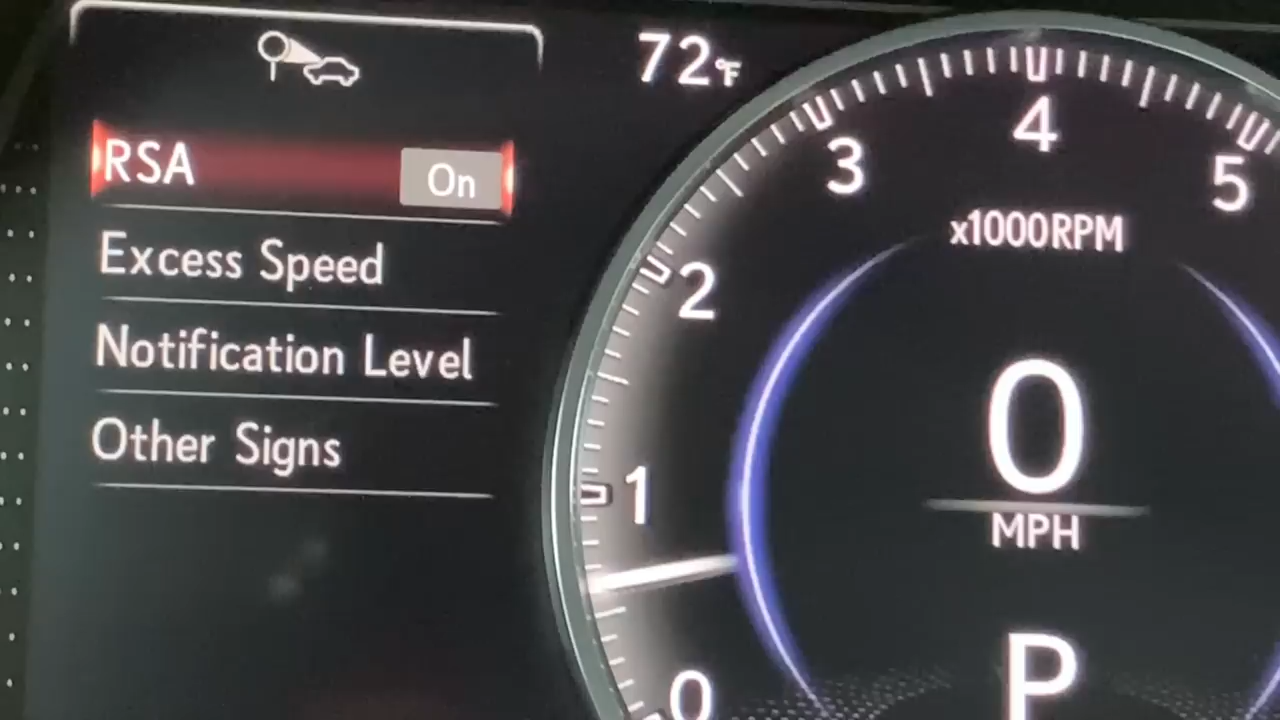 72°F
RSA On
Excess Speed
Notification Level
Other Signs
0
1
2
3
4
5
x1000RPM
0
MPH
P